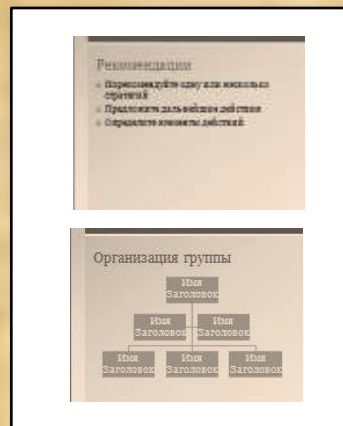 Рекомендации
Порекомендуйте одну или несколько
стратегий
Предложите дальнейшие действия
Определите элементы действий
Организация группы
Имя
Заголовок
Имя
Заголовок
Имя
Заголовок
Имя
Заголовок
Имя
Заголовок
Имя
Заголовок